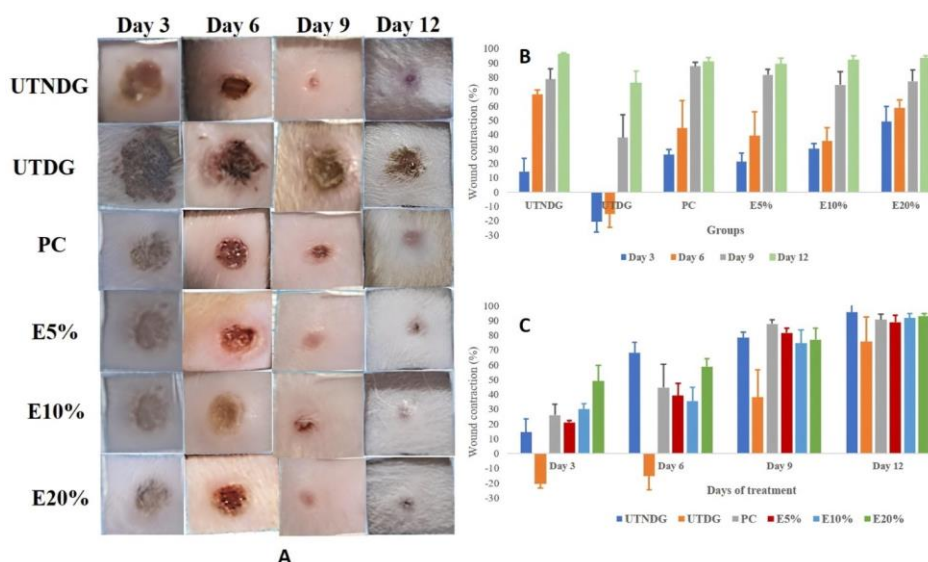 Day 3 Day 6 Day 9 Day 12
UTNDG
UTDG
PC
E5%
E10%
E20%
A
B
Wound contraction (%)
100
90
80
70
60
50
40
30
20
10
0
-10
-20
-30
UTNDG UTDG PC E5% E10% E20%
Groups
Day 3 Day 6 Day 9 Day 12
C
Wound contraction (%)
100
90
80
70
60
50
40
30
20
10
0
-10
-20
-30
Day 3 Day 6 Day 9 Day 12
Days of treatment
UTNDG UTDG PC E5% E10% E20%